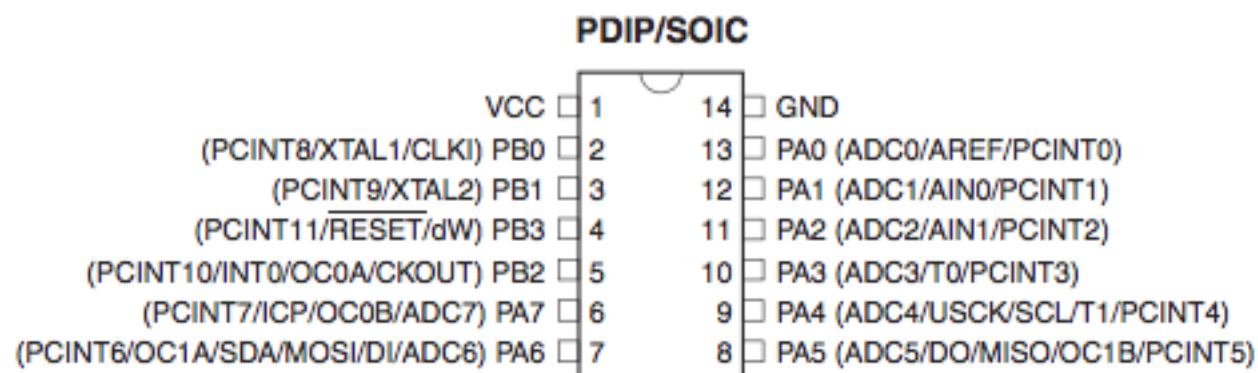 PDIP/SOIC
VCC 1 14 GND
(PCINT8/XTAL1/CLKI) PB0 2 13 PA0 (ADC0/AREF/PCINT0)
(PCINT9/XTAL2) PB1 3 12 PA1 (ADC1/AIN0/PCINT1)
(PCINT11/RESET/dW) PB3 4 11 PA2 (ADC2/AIN1/PCINT2)
(PCINT10/INT0/OC0A/CKOUT) PB2 5 10 PA3 (ADC3/T0/PCINT3)
(PCINT7/ICP/OC0B/ADC7) PA7 6 9 PA4 (ADC4/USCK/SCL/T1/PCINT4)
(PCINT6/OC1A/SDA/MOSI/DI/ADC6) PA6 7 8 PA5 (ADC5/DO/MISO/OC1B/PCINT5)